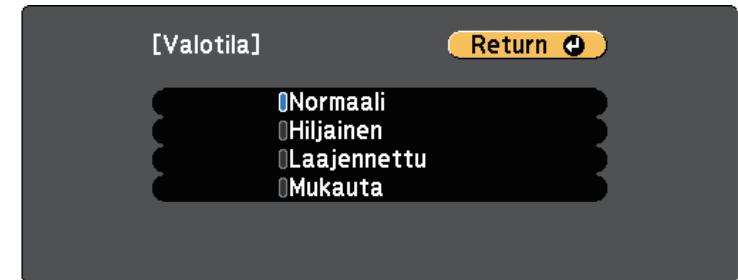 [Valotila] Return
Normaali
Hiljainen
Laajennettu
Mukauta